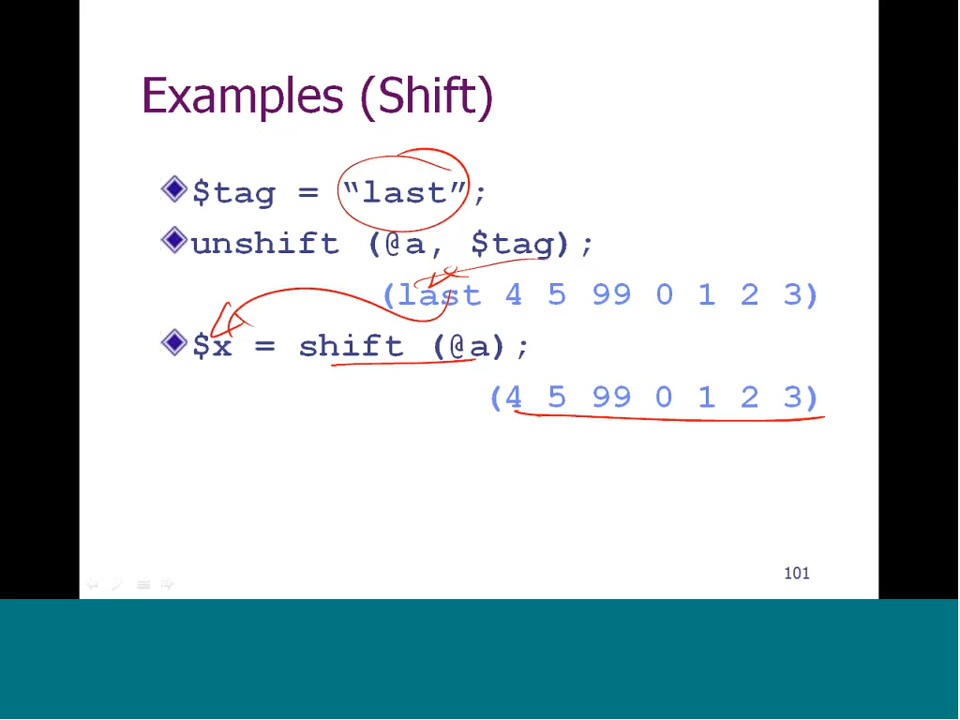 Examples (Shift)
$tag = “last”;
unshift (@a, $tag);
(last 4 5 99 0 1 2 3)
$x = shift (@a);
(4 5 99 0 1 2 3)
101